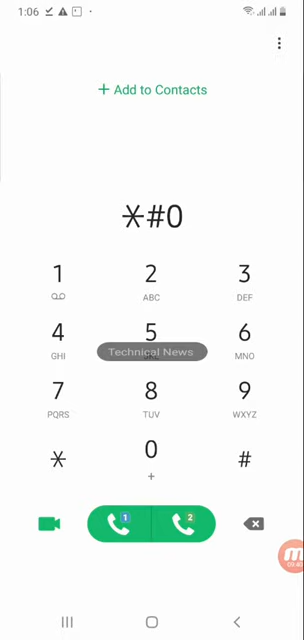 1:06
+ Add to Contacts
*#0
1 2 3
ABC DEF
4 5 6
GHI MNO
Technical News
7 8 9
PQRS TUV WXYZ
* 0 #
+
1 2